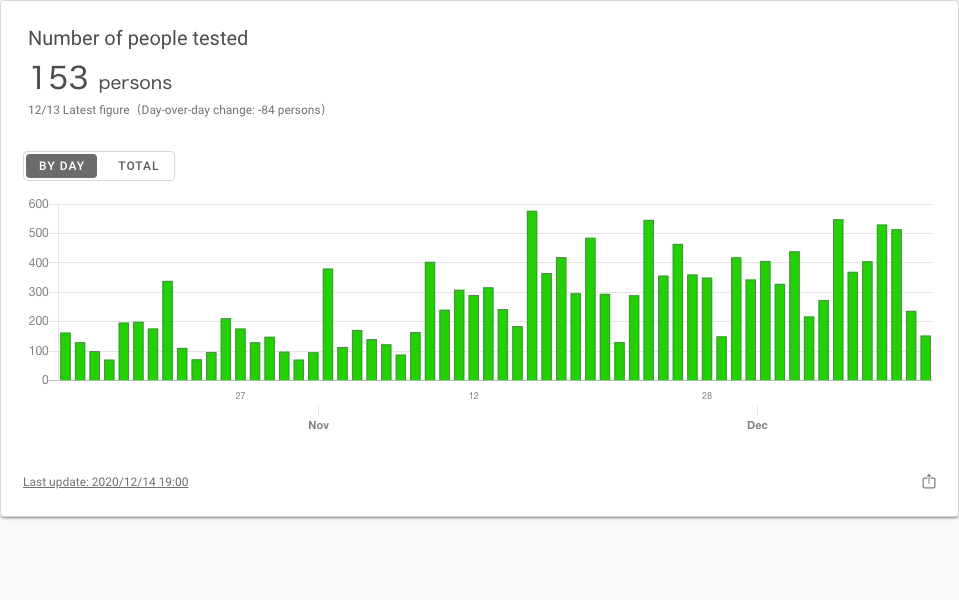 Number of people tested
153 persons
12/13 Latest figure（Day-over-day change: -84 persons）
BY DAY TOTAL
600
500
400
300
200
100
0
27 12 28
Nov Dec
Last update: 2020/12/14 19:00